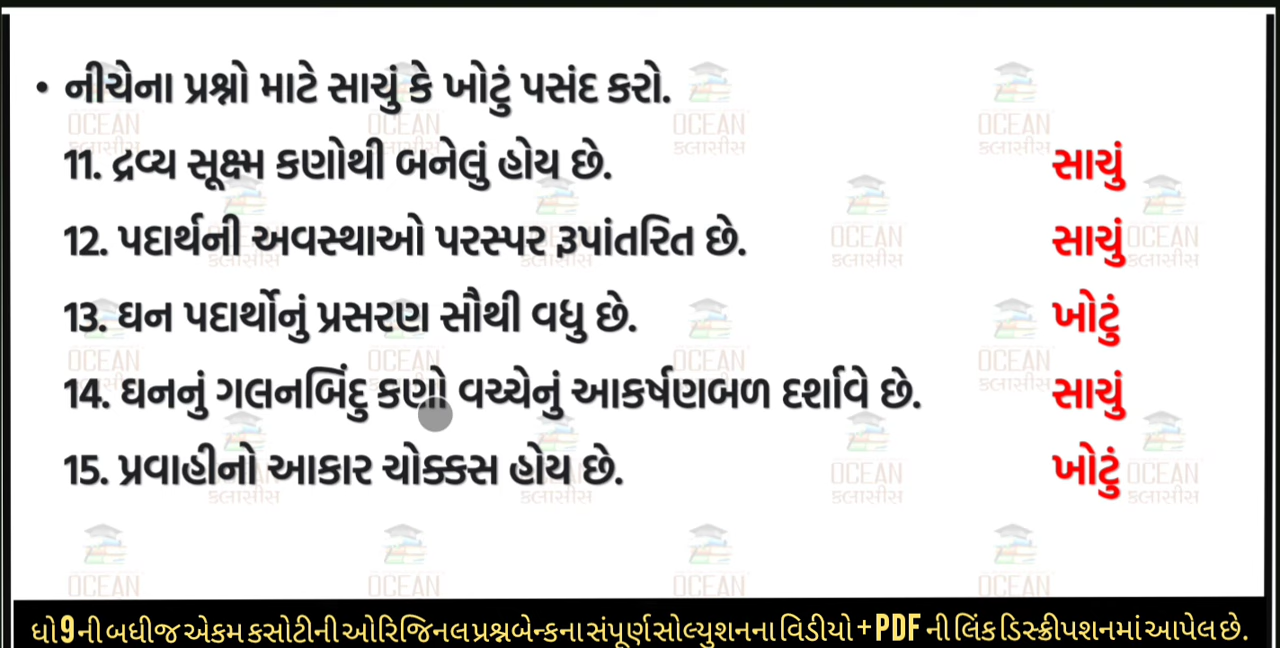 • નીચેના પ્રશ્નો માટે સાચું કે ખોટું પસંદ કરો.
11. દ્રવ્ય સૂક્ષ્મ કણોથી બનેલું હોય છે. સાચું
12. પદાર્થની અવસ્થાઓ પરસ્પર રૂપાંતરિત છે. સાચું
13. ઘન પદાર્થોનું પ્રસરણ સૌથી વધુ છે. ખોટું
14. ઘનનું ગલનબિંદુ કણો વચ્ચેનું આકર્ષણબળ દર્શાવે છે. સાચું
15. પ્રવાહીનો આકાર ચોક્કસ હોય છે. ખોટું
OCEAN
ક્લાસીસ
ધો 9 ની બધી જ એકમ કસોટીની ઓરિજિનલ પ્રશ્નબેન્કના સંપૂર્ણ સોલ્યુશનના વિડીયો + PDF ની લિંક ડિસ્ક્રીપશનમાં આપેલ છે.